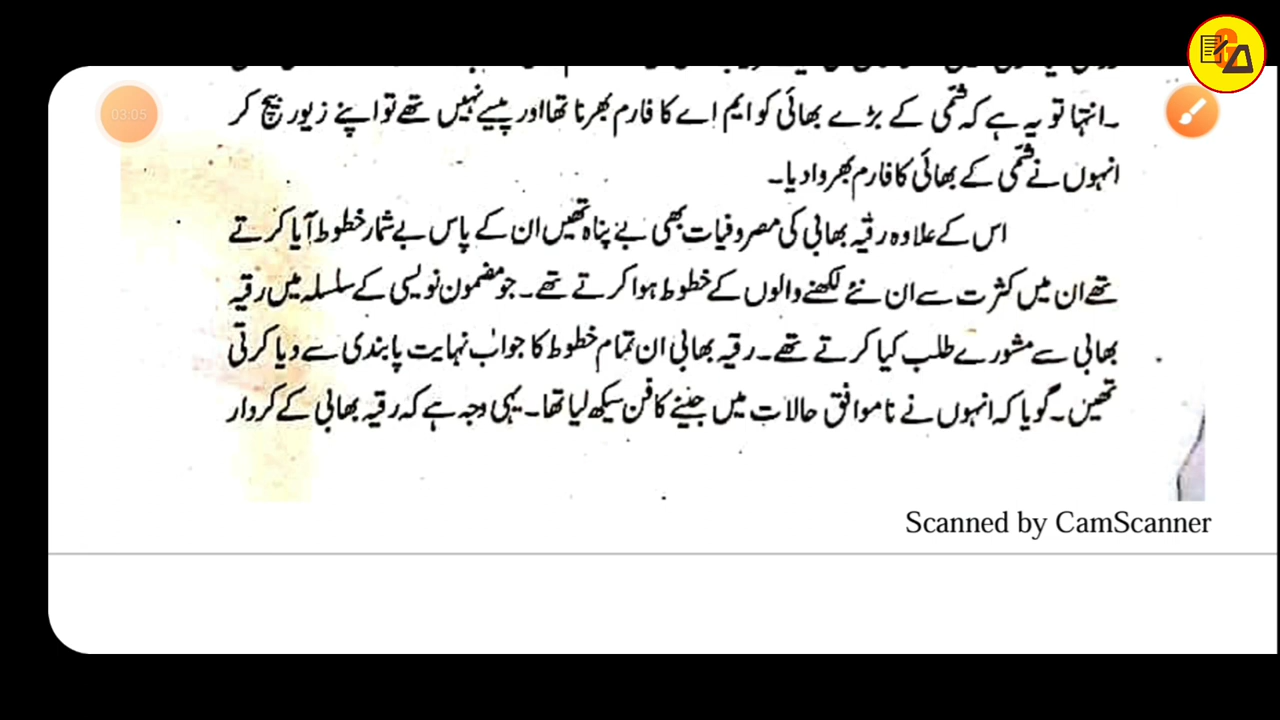 03:05
۔انتہا تو یہ ہے کہ شمّی کے بڑے بھائی کو ایم اے کا فارم بھرنا تھا اور پیسے نہیں تھے تو اپنے زیور بیچ کر
انہوں نے شمّی کے بھائی کا فارم بھروا دیا۔
اس کے علاوہ رقیہ بھابی کی مصروفیات بھی بے پناہ تھیں ان کے پاس بے شمار خطوط آیا کرتے
تھے ان میں کثرت سے ان نئے لکھنے والوں کے خطوط ہوا کرتے تھے۔ جو مضمون نویسی کے سلسلہ میں رقیہ
بھابی سے مشورے طلب کیا کرتے تھے۔ رقیہ بھابی ان تمام خطوط کا جواب نہایت پابندی سے دیا کرتی
تھیں۔ گویا کہ انہوں نے ناموافق حالات میں جینے کا فن سیکھ لیا تھا۔ یہی وجہ ہے کہ رقیہ بھابی کے کردار
Scanned by CamScanner